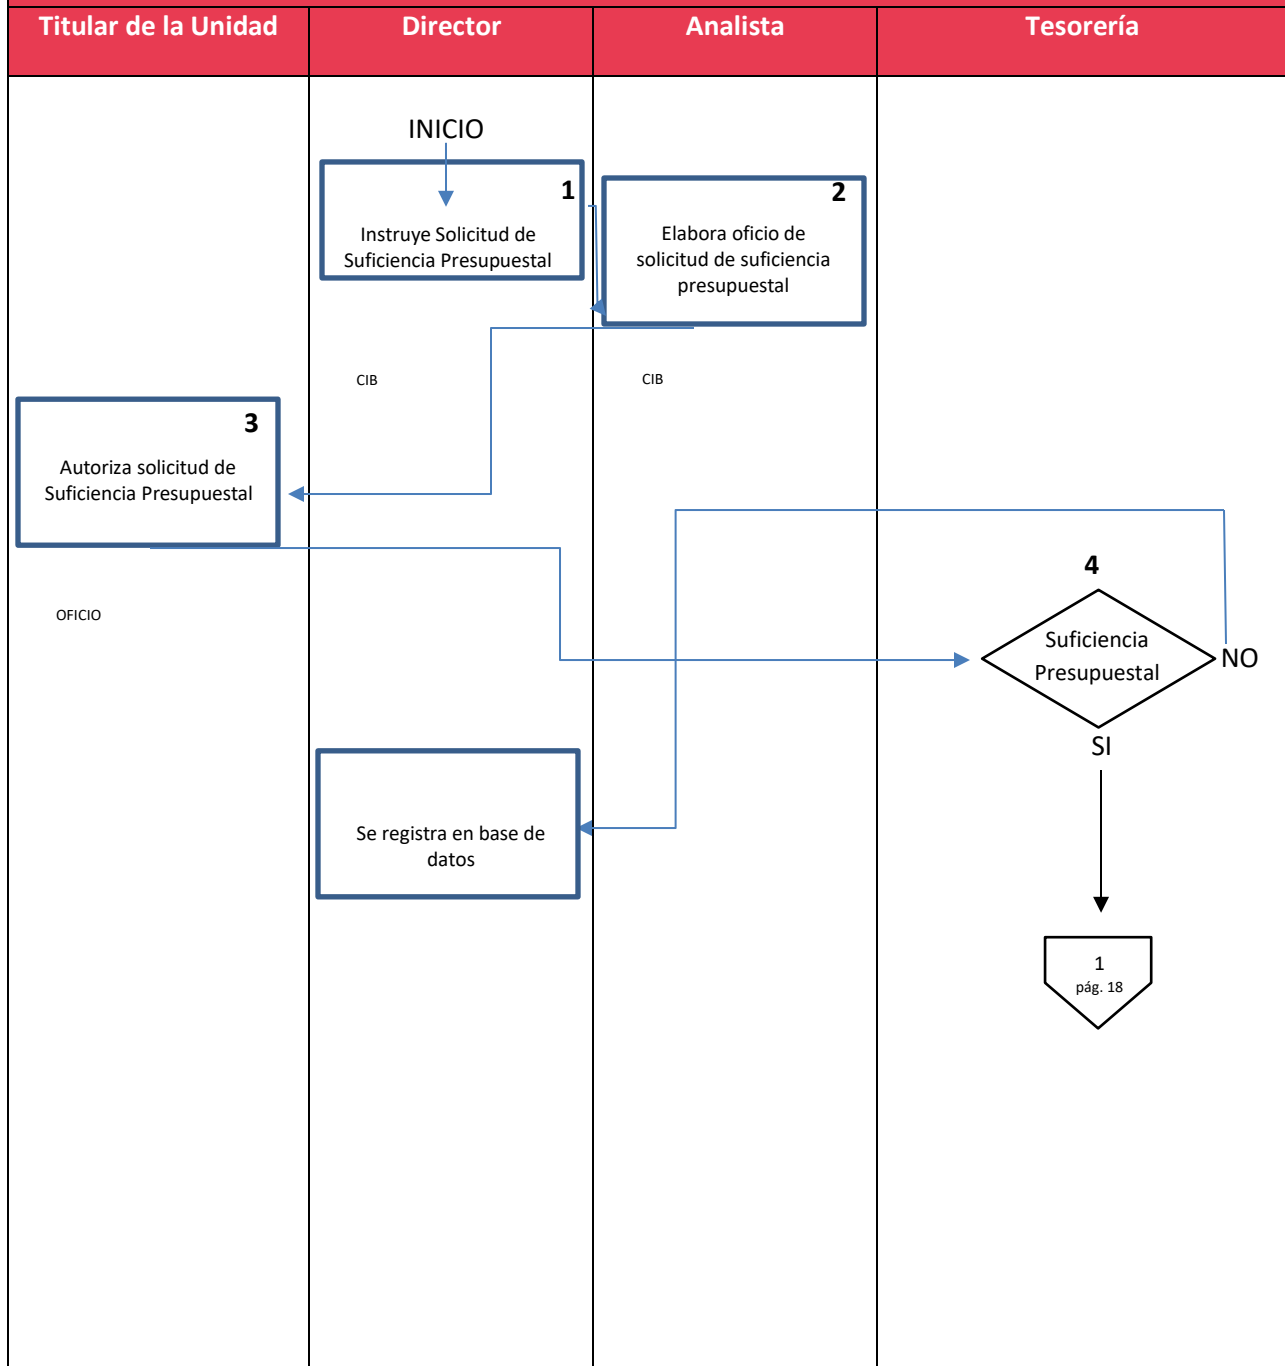 Titular de la Unidad
Director
Analista
Tesorería
INICIO
1
Instruye Solicitud de
Suficiencia Presupuestal
2
Elabora oficio de
solicitud de suficiencia
presupuestal
CIB
CIB
3
Autoriza solicitud de
Suficiencia Presupuestal
OFICIO
4
Suficiencia
Presupuestal
NO
SI
Se registra en base de
datos
1
pág. 18